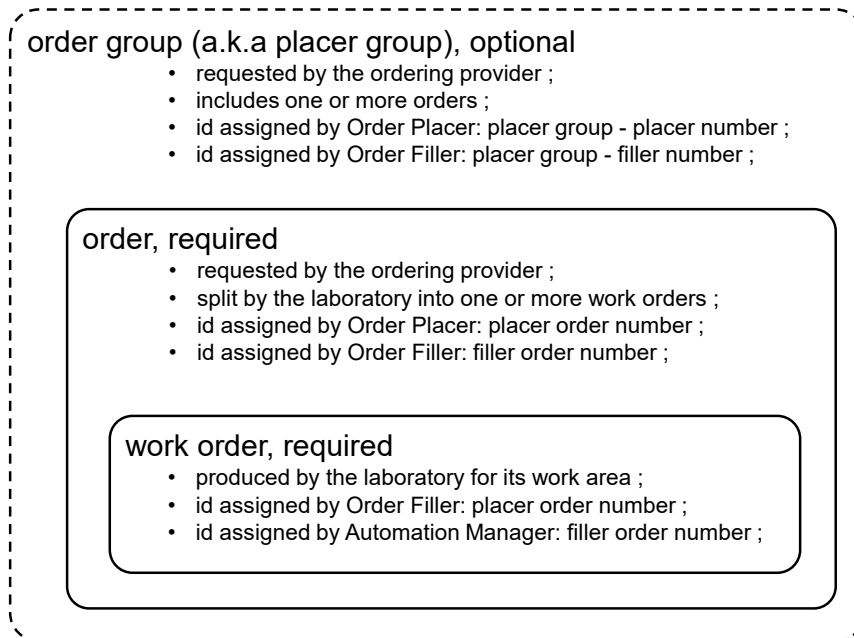 order group (a.k.a placer group), optional
• requested by the ordering provider ;
• includes one or more orders ;
• id assigned by Order Placer: placer group - placer number ;
• id assigned by Order Filler: placer group - filler number ;
order, required
• requested by the ordering provider ;
• split by the laboratory into one or more work orders ;
• id assigned by Order Placer: placer order number ;
• id assigned by Order Filler: filler order number ;
work order, required
• produced by the laboratory for its work area ;
• id assigned by Order Filler: placer order number ;
• id assigned by Automation Manager: filler order number ;